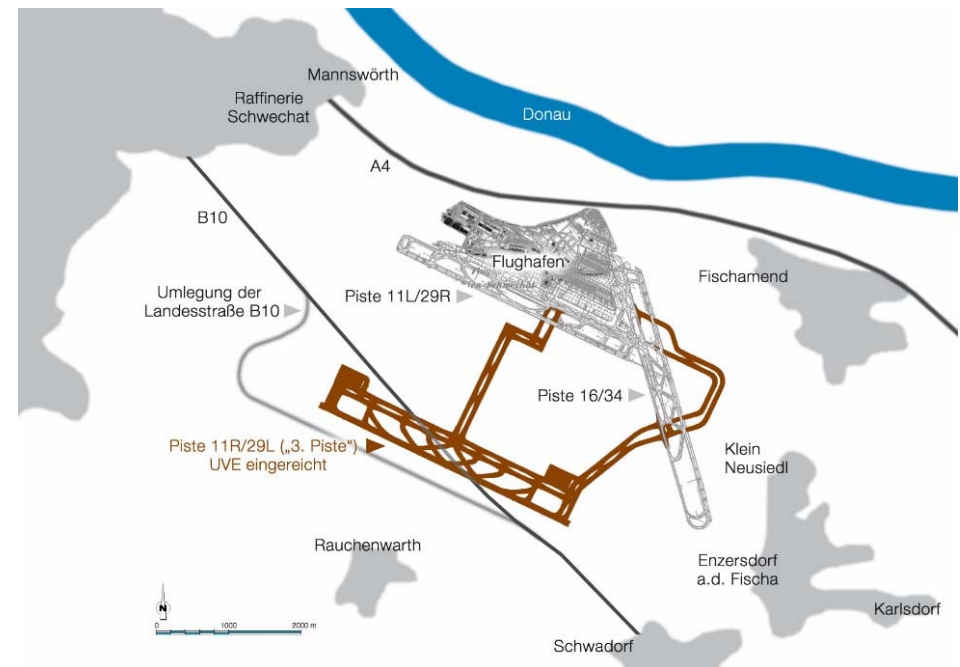 Mannswörth
Raffinerie
Schwechat
Donau
A4
B10
Flughafen
Fischamend
Umlegung der
Landesstraße B10
Piste 11L/29R
Piste 16/34
Piste 11R/29L („3. Piste“)
UVE eingereicht
Klein
Neusiedl
Rauchenwarth
Enzersdorf
a.d. Fischa
Karlsdorf
Schwadorf
N
0 1000 2000 m